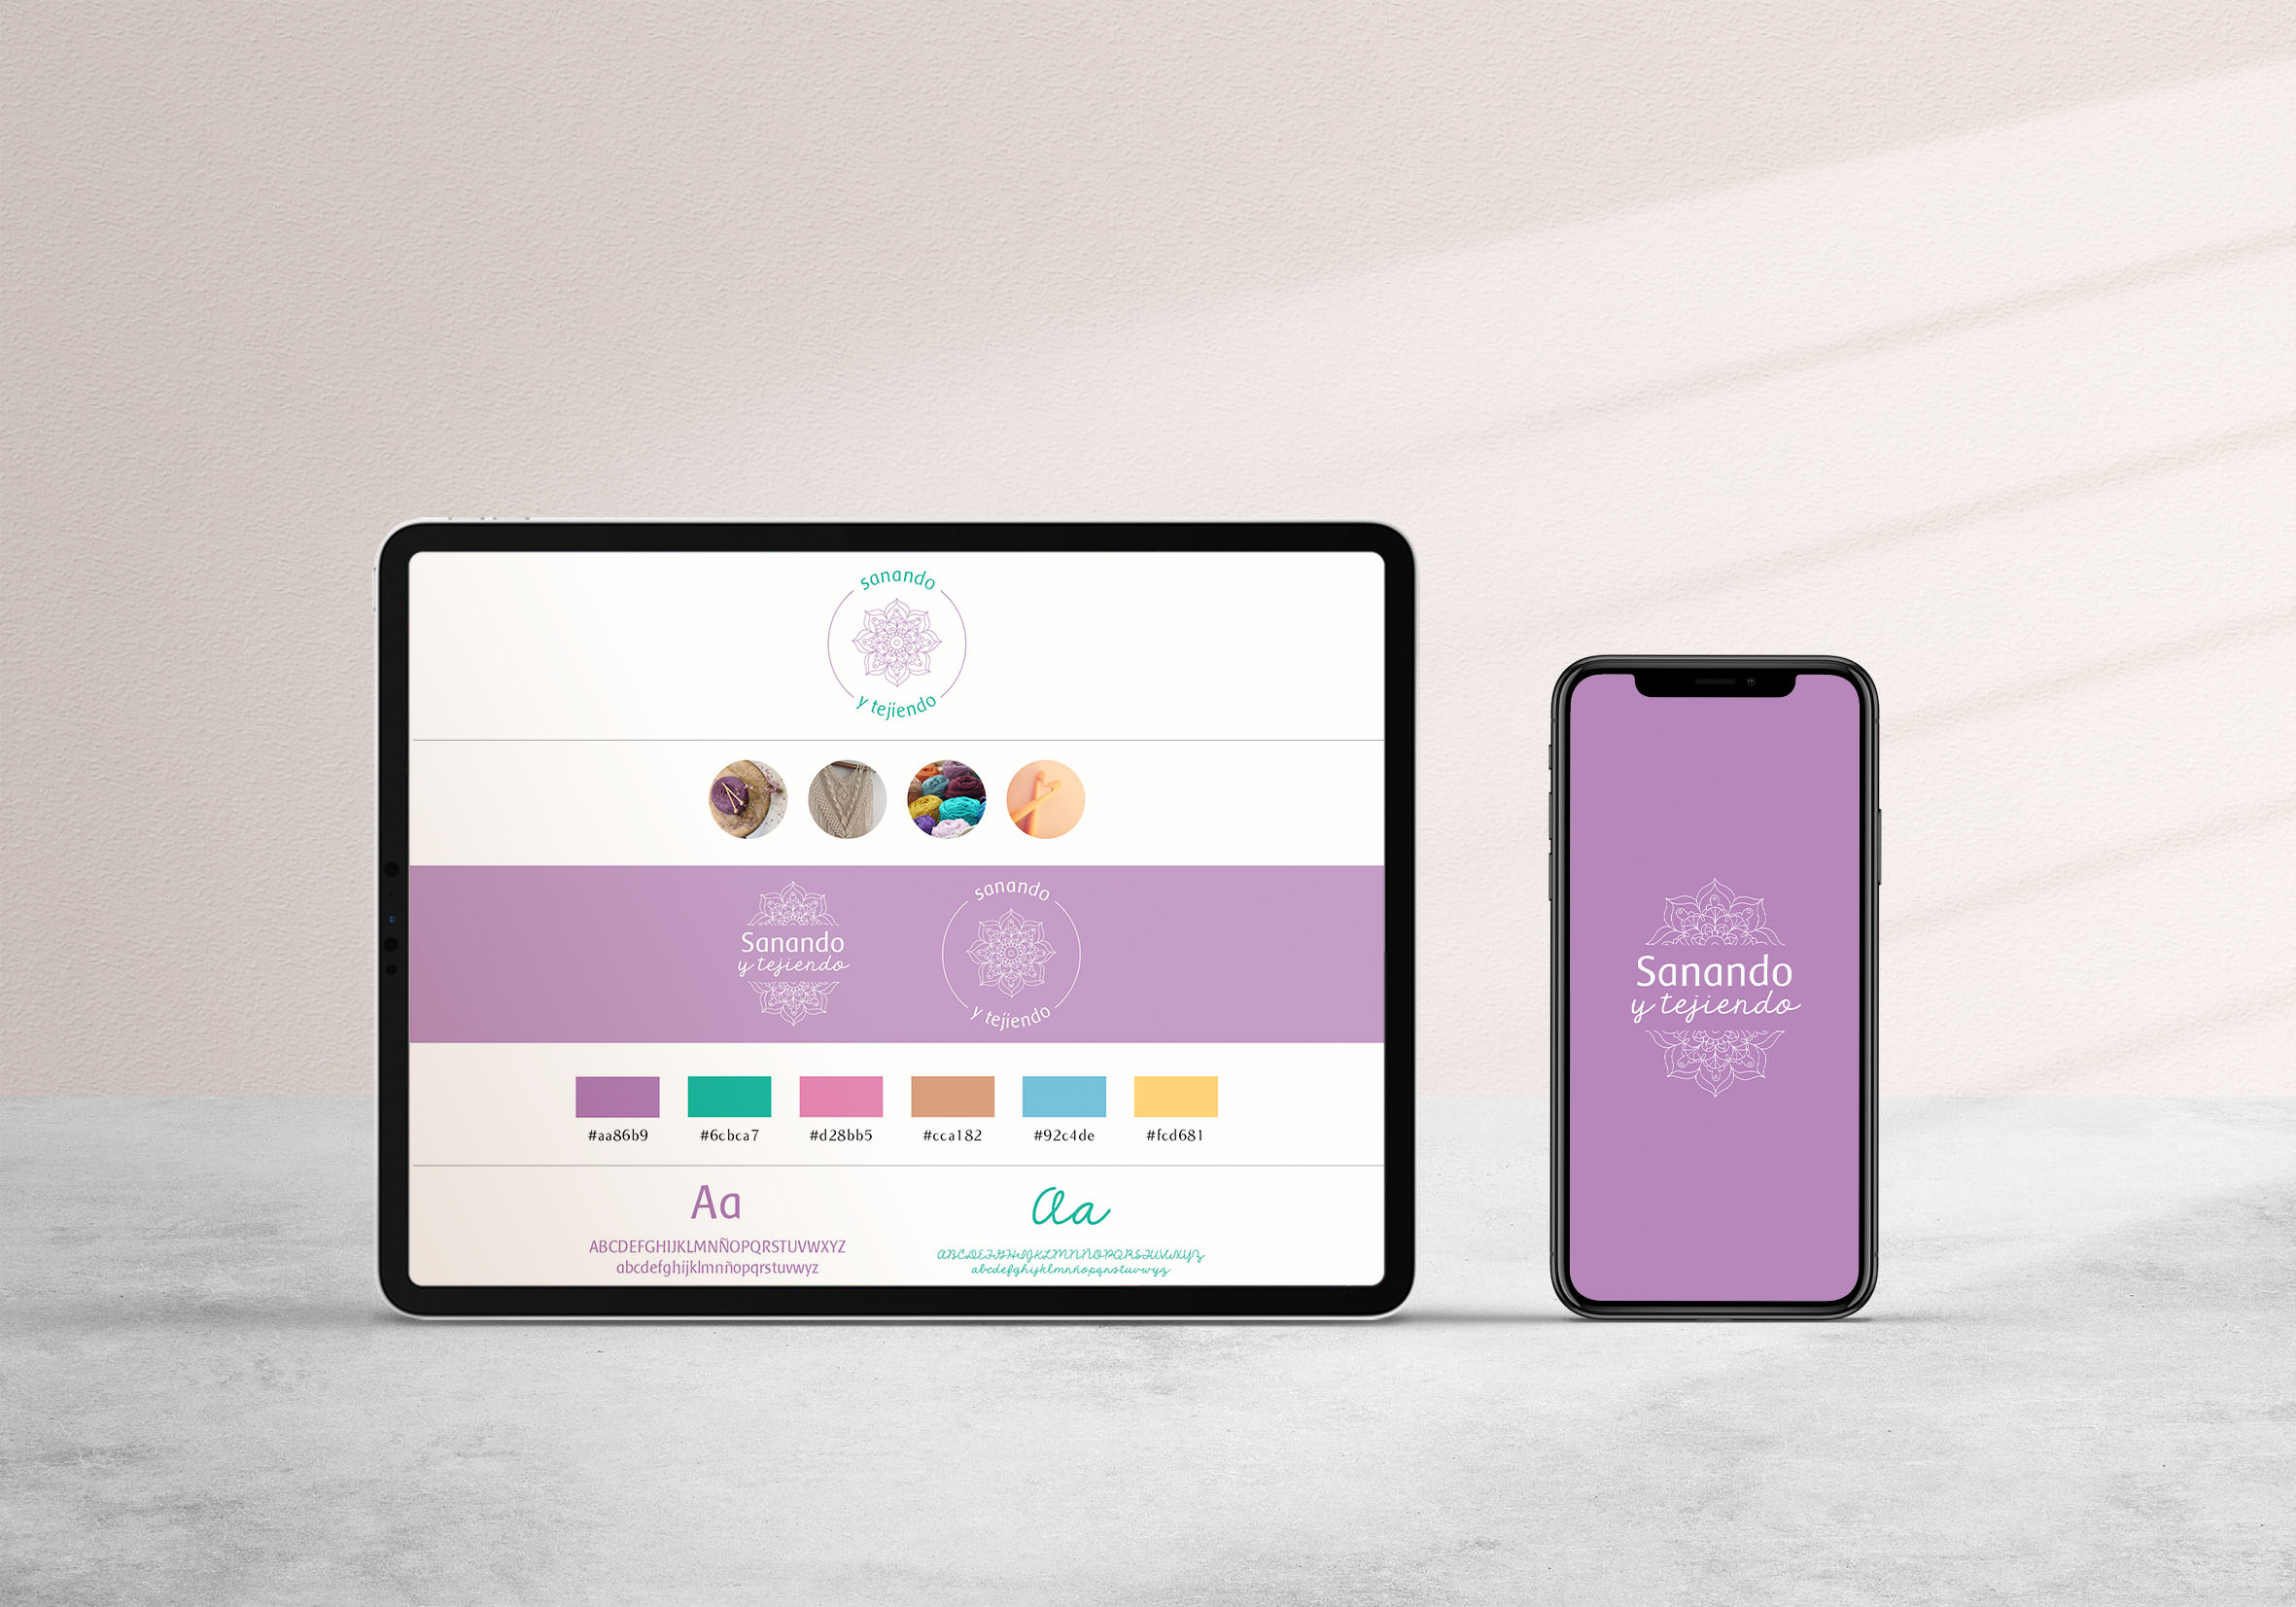 sanando
y tejiendo
Sanando
y tejiendo
sanando
y tejiendo
#aa86b9
#6cbca7
#d28bb5
#cca182
#92c4de
#fcd681
Aa
ABCDEFGHIJKLMNÑOPQRSTUVWXYZ
abcdefghijklmnñopqrstuvwyz
Aa
ABCDEFGHIJKLMNÑOPQRSTUVWXYZ
abcdefghyklmnñopqrstuvwyz
Sanando
y tejiendo